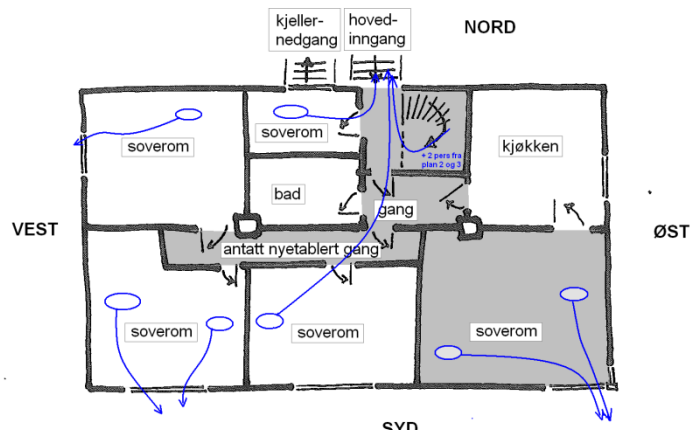 kjeller-
nedgang
hoved-
inngang
NORD
soverom
soverom
kjøkken
+ 2 pers fra
plan 2 og 3
bad
gang
VEST
ØST
antatt nyetablert gang
soverom
soverom
soverom
SYD